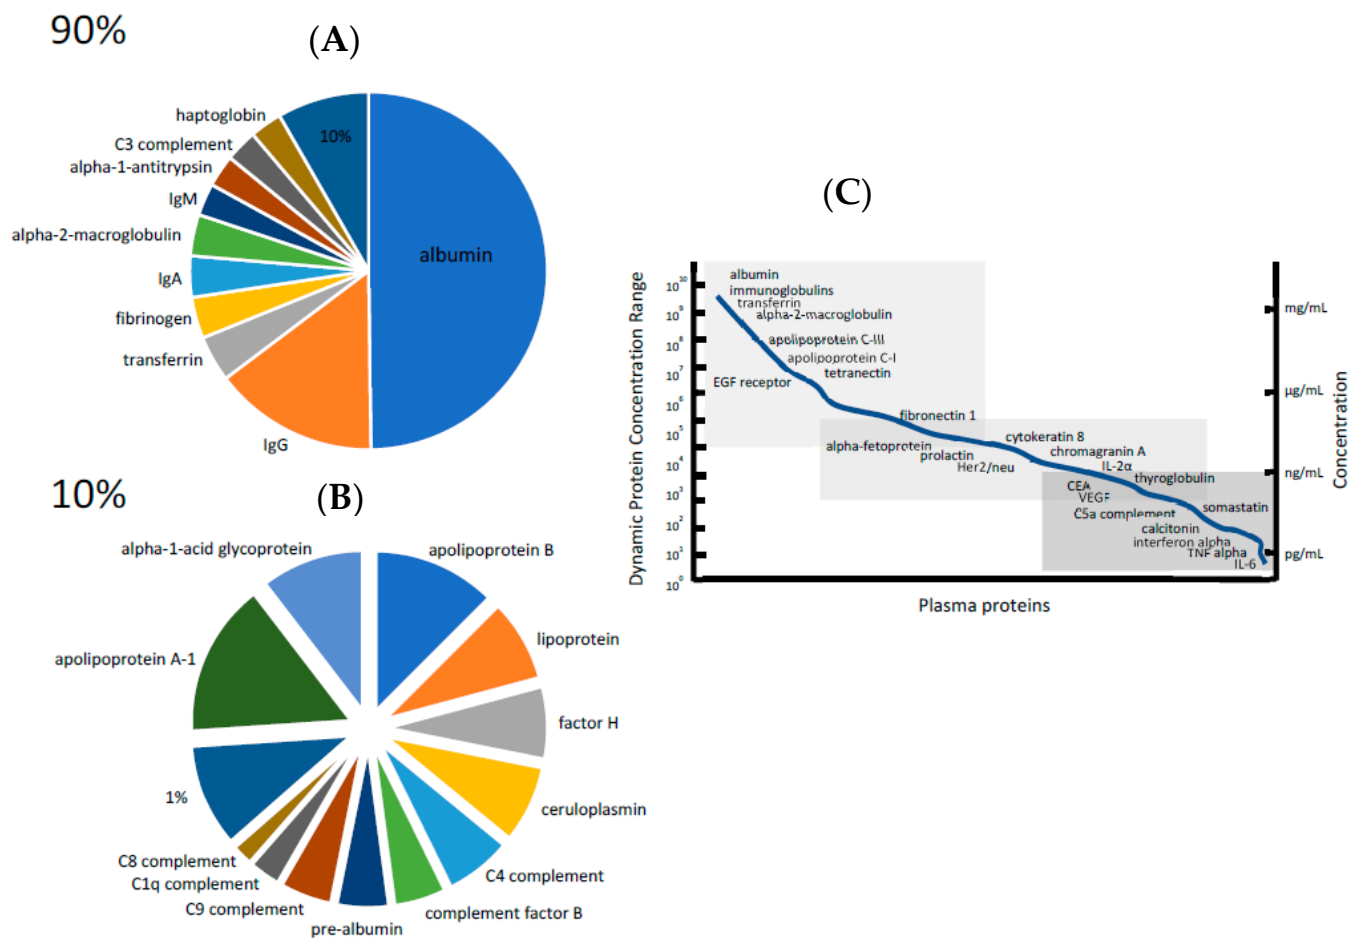 90%
(A)
haptoglobin
10%
C3 complement
alpha-1-antitrypsin
IgM
alpha-2-macroglobulin
albumin
IgA
fibrinogen
transferrin
IgG
10%
(B)
alpha-1-acid glycoprotein
apolipoprotein B
lipoprotein
apolipoprotein A-1
factor H
1%
ceruloplasmin
C8 complement
C1q complement
C4 complement
C9 complement
complement factor B
pre-albumin
(C)
Dynamic Protein Concentration Range
10¹⁰
10⁹
10⁸
10⁷
10⁶
10⁵
10⁴
10³
10²
10¹
10⁰
albumin
immunoglobulins
transferrin
alpha-2-macroglobulin
apolipoprotein C-III
apolipoprotein C-I
tetranectin
EGF receptor
fibronectin 1
alpha-fetoprotein
cytokeratin 8
prolactin
chromagranin A
Her2/neu
IL-2α
thyroglobulin
CEA
VEGF
somastatin
C5a complement
calcitonin
interferon alpha
TNF alpha
IL-6
mg/mL
µg/mL
ng/mL
pg/mL
Concentration
Plasma proteins